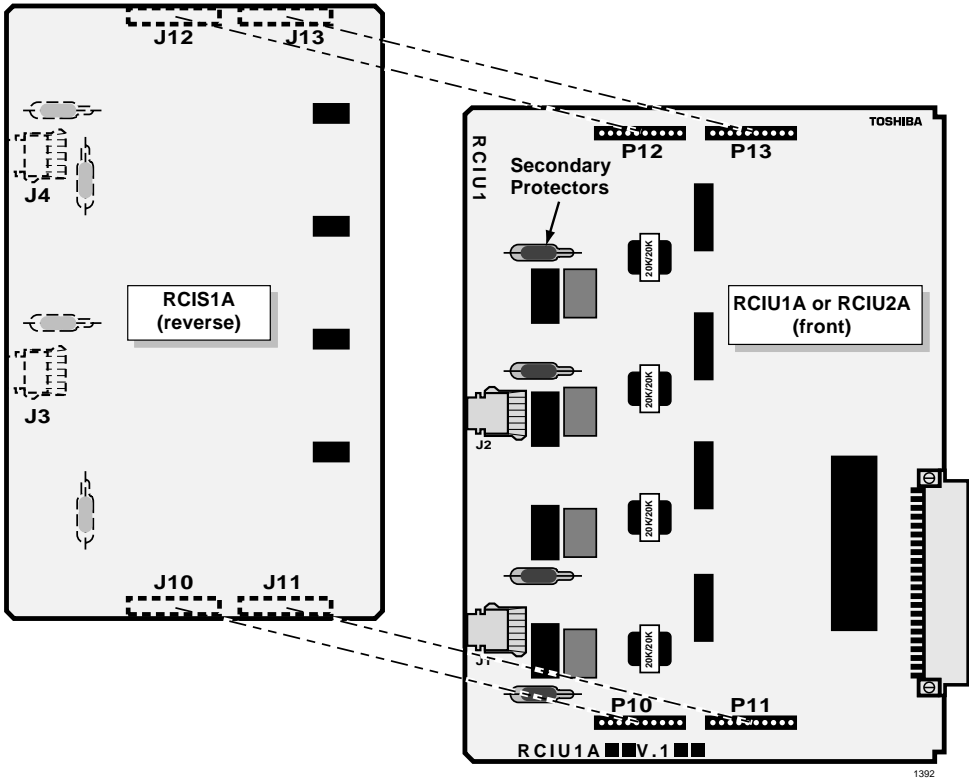 J12
J13
J4
RCIS1A
(reverse)
J3
J10
J11
TOSHIBA
RCIU1
P12
P13
Secondary
Protectors
20K/20K
RCIU1A or RCIU2A
(front)
20K/20K
J2
20K/20K
J1
20K/20K
P10
P11
RCIU1A V.1
1392